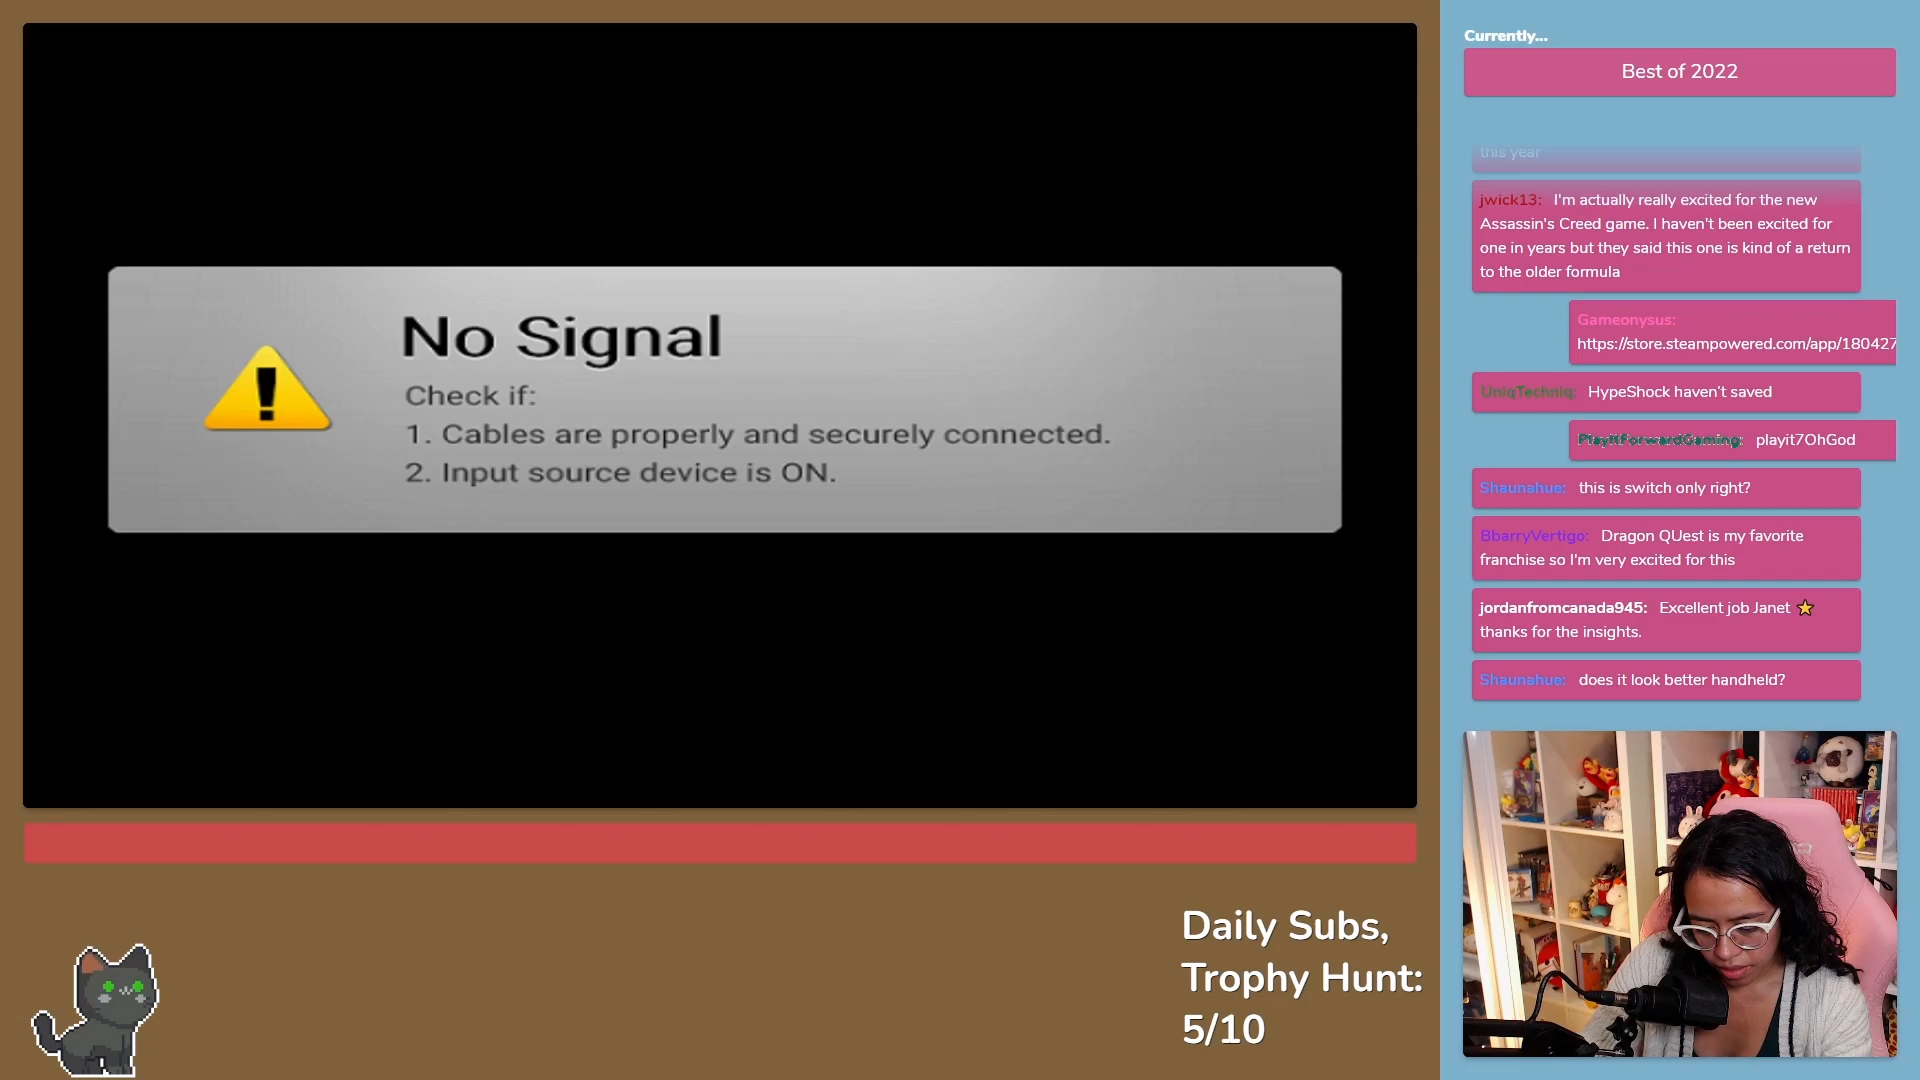 No Signal
Check if:
1. Cables are properly and securely connected.
2. Input source device is ON.
Daily Subs,
Trophy Hunt:
5/10
Currently...
Best of 2022
this year
jwick13: I'm actually really excited for the new
Assassin's Creed game. I haven't been excited for
one in years but they said this one is kind of a return
to the older formula
Gameonysus:
https://store.steampowered.com/app/180427
UniqTechniq: HypeShock haven't saved
PlayItForwardGaming: playit7OhGod
Shaunahue: this is switch only right?
BbarryVertigo: Dragon QUest is my favorite
franchise so I'm very excited for this
jordanfromcanada945: Excellent job Janet ⭐
thanks for the insights.
Shaunahue: does it look better handheld?